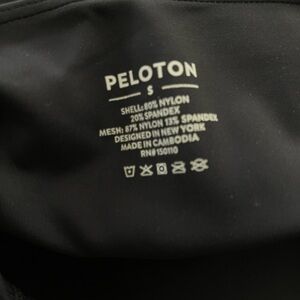 PELOTON
S
SHELL: 80% NYLON
20% SPANDEX
MESH: 87% NYLON 13% SPANDEX
DESIGNED IN NEW YORK
MADE IN CAMBODIA
RN# 150110